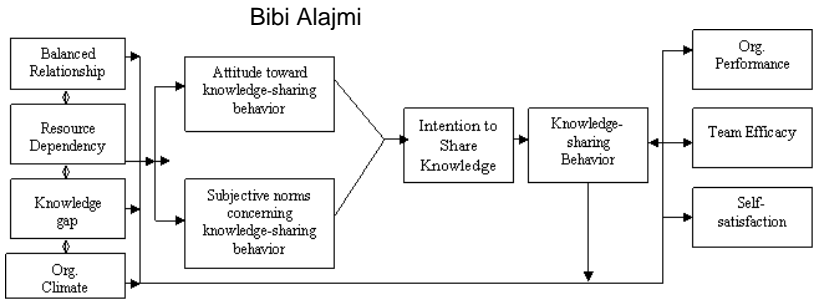 Bibi Alajmi
Balanced
Relationship
Resource
Dependency
Knowledge
gap
Org.
Climate
Attitude toward
knowledge-sharing
behavior
Subjective norms
concerning
knowledge-sharing
behavior
Intention to
Share
Knowledge
Knowledge-
sharing
Behavior
Org.
Performance
Team Efficacy
Self-
satisfaction